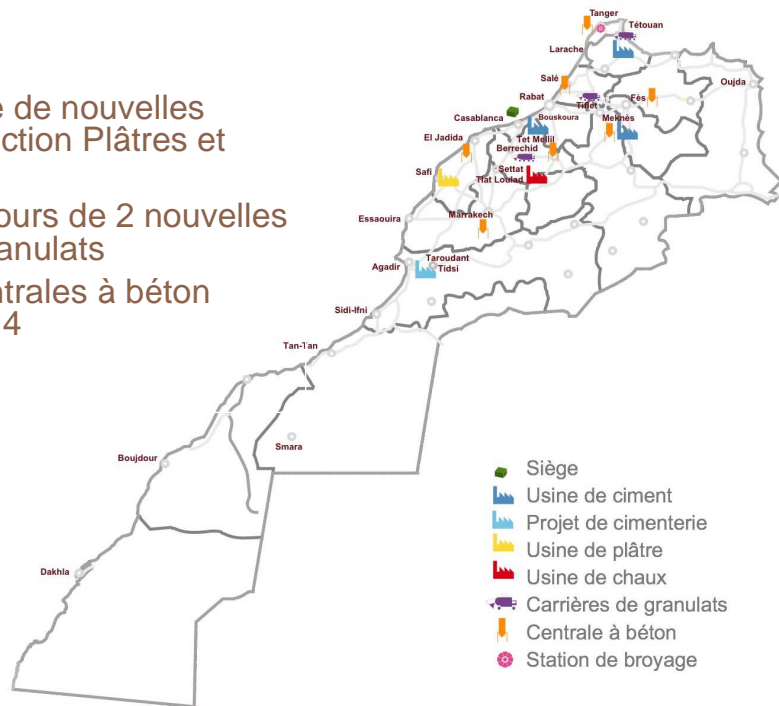 e de nouvelles
ction Plâtres et
ours de 2 nouvelles
ranulats
ntrales à béton
4
Tanger
Tétouan
Larache
Oujda
Salé
Fès
Rabat
Tiflet
Casablanca
Bouskoura
Meknès
El Jadida
Tet Mellil
Berrechid
Safi
Settat
Tlat Loulad
Essaouira
Marrakech
Agadir
Taroudant
Tidsi
Sidi-Ifni
Tan-Tan
Smara
Boujdour
Dakhla
Siège
Usine de ciment
Projet de cimenterie
Usine de plâtre
Usine de chaux
Carrières de granulats
Centrale à béton
Station de broyage